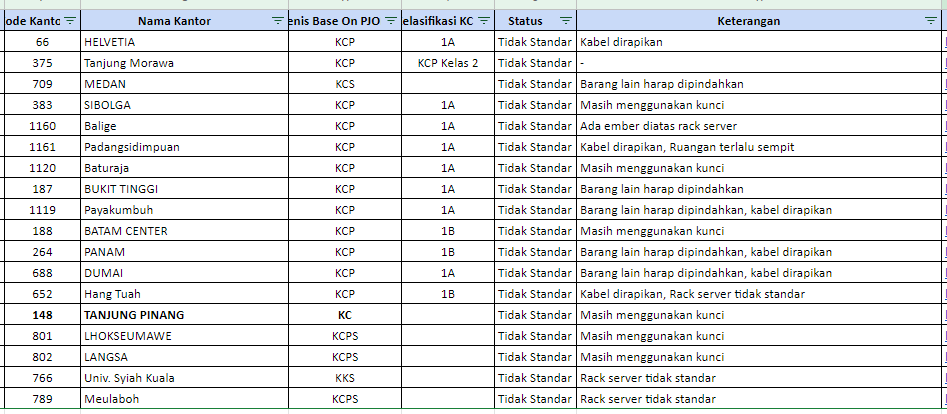 ode Kantc Nama Kantor enis Base On PJO elasifikasi KC Status Keterangan
66 HELVETIA KCP 1A Tidak Standar Kabel dirapikan
375 Tanjung Morawa KCP KCP Kelas 2 Tidak Standar -
709 MEDAN KCS Tidak Standar Barang lain harap dipindahkan
383 SIBOLGA KCP 1A Tidak Standar Masih menggunakan kunci
1160 Balige KCP 1A Tidak Standar Ada ember diatas rack server
1161 Padangsidimpuan KCP 1A Tidak Standar Kabel dirapikan, Ruangan terlalu sempit
1120 Baturaja KCP 1A Tidak Standar Masih menggunakan kunci
187 BUKIT TINGGI KCP 1A Tidak Standar Barang lain harap dipindahkan
1119 Payakumbuh KCP 1A Tidak Standar Barang lain harap dipindahkan, kabel dirapikan
188 BATAM CENTER KCP 1B Tidak Standar Masih menggunakan kunci
264 PANAM KCP 1B Tidak Standar Barang lain harap dipindahkan, kabel dirapikan
688 DUMAI KCP 1A Tidak Standar Barang lain harap dipindahkan, kabel dirapikan
652 Hang Tuah KCP 1B Tidak Standar Kabel dirapikan, Rack server tidak standar
148 TANJUNG PINANG KC Tidak Standar Masih menggunakan kunci
801 LHOKSEUMAWE KCPS Tidak Standar Masih menggunakan kunci
802 LANGSA KCPS Tidak Standar Masih menggunakan kunci
766 Univ. Syiah Kuala KKS Tidak Standar Rack server tidak standar
789 Meulaboh KCPS Tidak Standar Rack server tidak standar